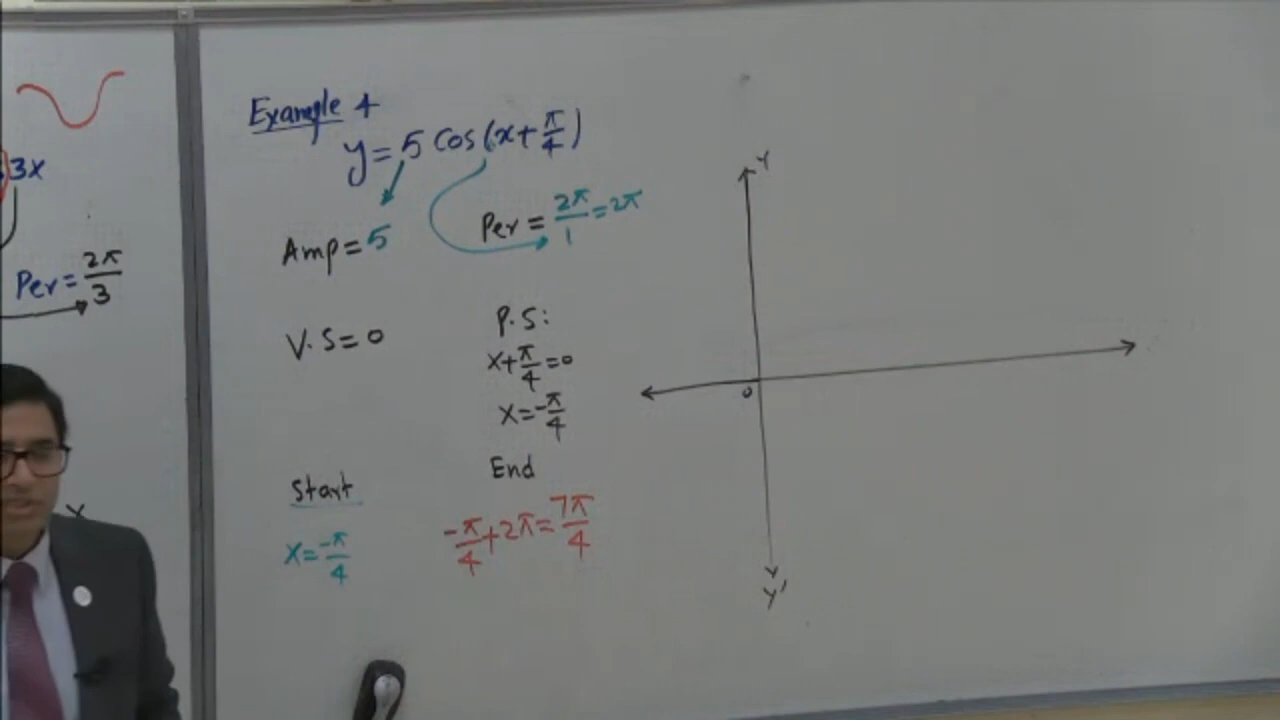 3x
Per = 2π/3
x
Example 4
y = 5 cos(x + π/4)
Amp = 5
Per = 2π/1 = 2π
V.S = 0
P.S:
x + π/4 = 0
x = -π/4
Start
x = -π/4
End
-π/4 + 2π = 7π/4
Y
0
Y'